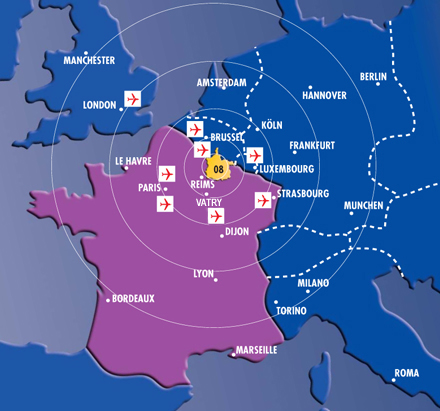 MANCHESTER
AMSTERDAM
BERLIN
HANNOVER
LONDON
KÖLN
BRUSSEL
FRANKFURT
LE HAVRE
08
LUXEMBOURG
PARIS
REIMS
STRASBOURG
VATRY
MUNCHEN
DIJON
LYON
MILANO
BORDEAUX
TORINO
MARSEILLE
ROMA